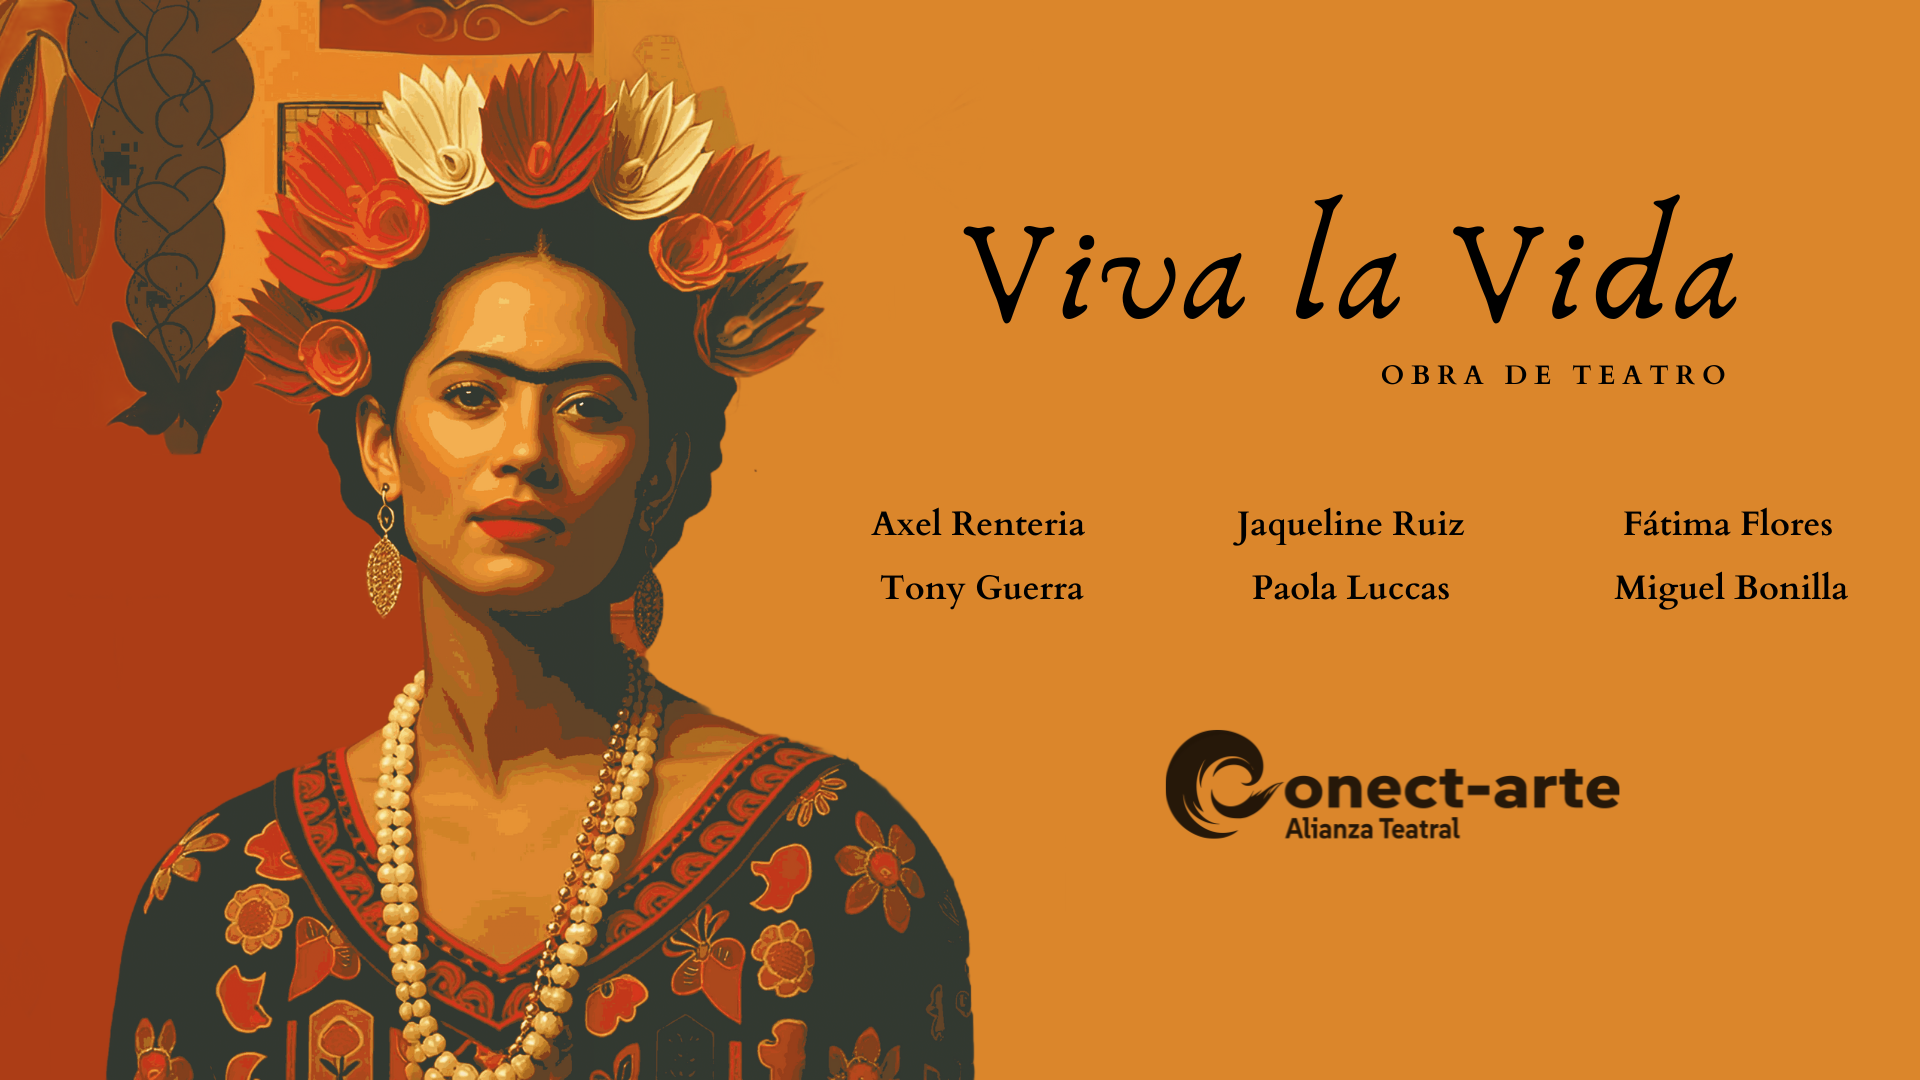 Viva la Vida
OBRA DE TEATRO
Axel Renteria Jaqueline Ruiz Fátima Flores
Tony Guerra Paola Luccas Miguel Bonilla
Conect-arte
Alianza Teatral